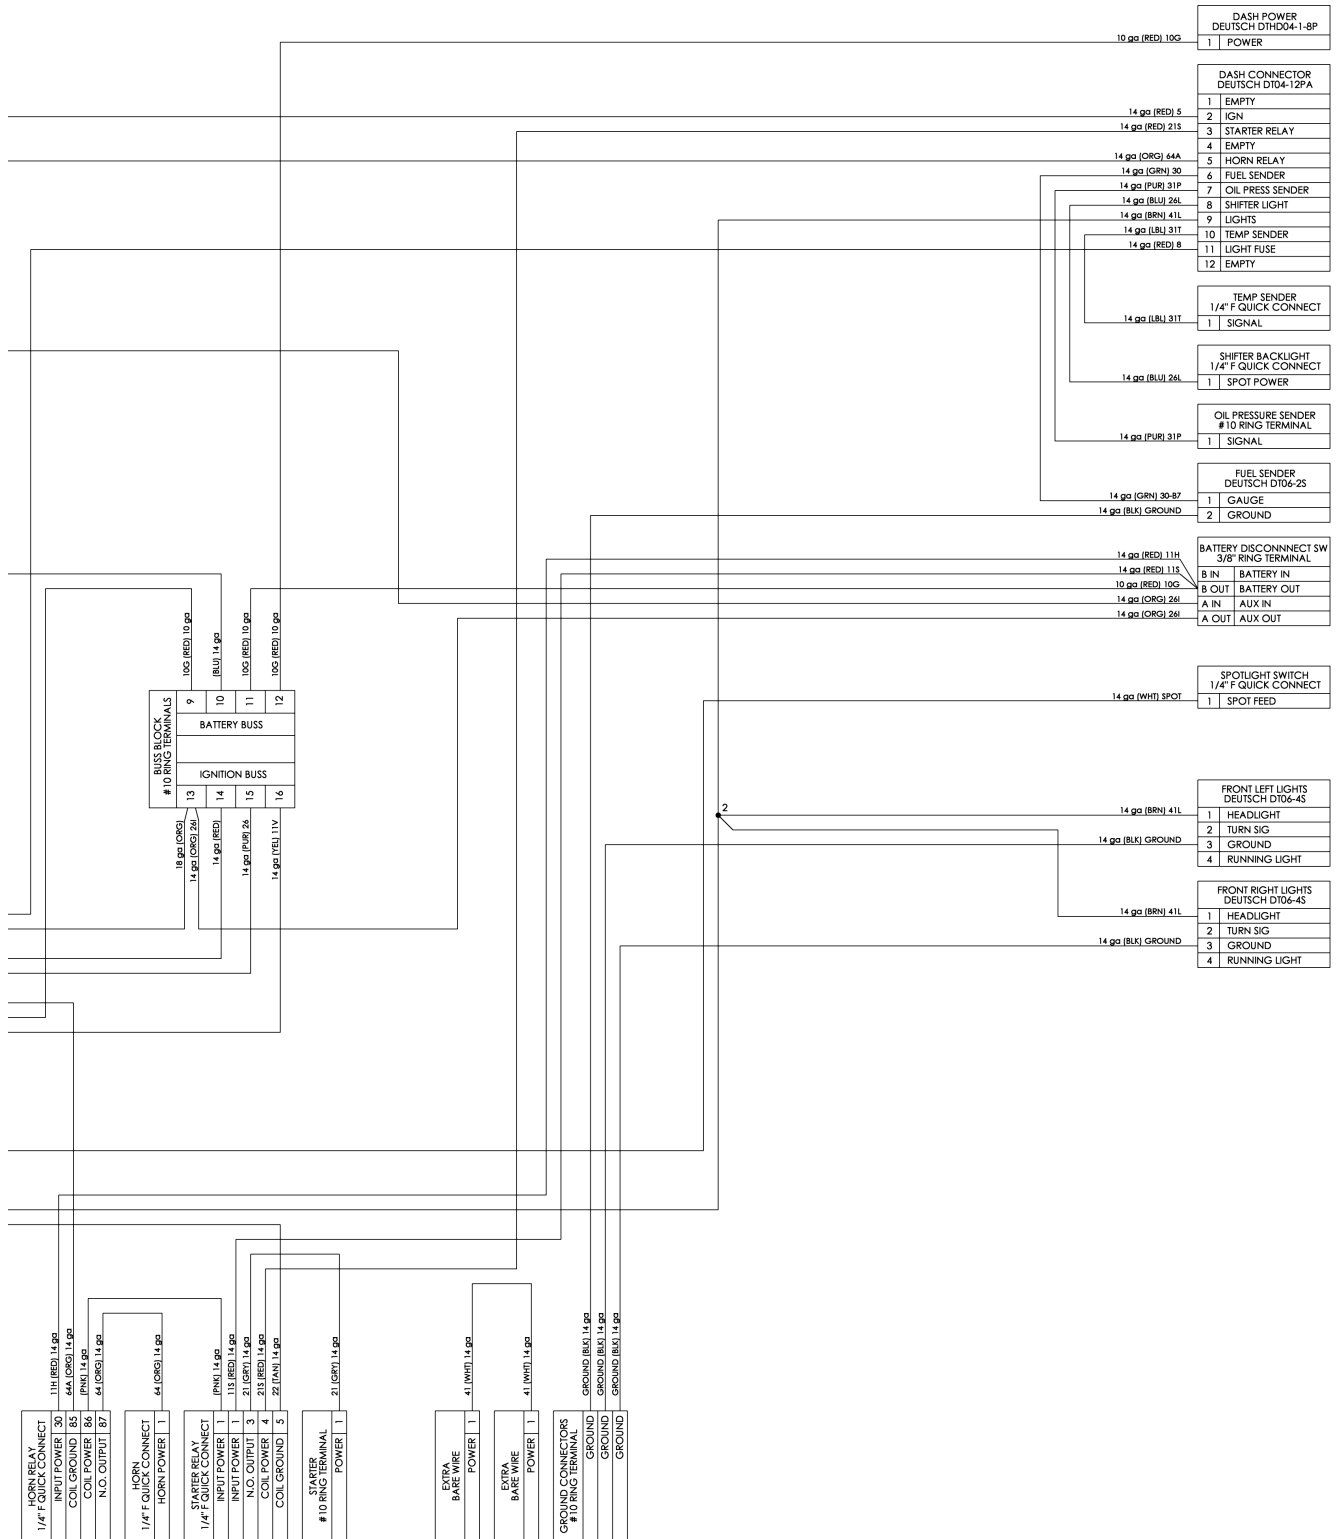 DASH POWER
DEUTSCH DTHD04-1-8P
10 ga (RED) 10G
1 POWER
DASH CONNECTOR
DEUTSCH DT04-12PA
1 EMPTY
14 ga (RED) 5
2 IGN
14 ga (RED) 21S
3 STARTER RELAY
4 EMPTY
14 ga (ORG) 64A
5 HORN RELAY
14 ga (GRN) 30
6 FUEL SENDER
14 ga (PUR) 31P
7 OIL PRESS SENDER
14 ga (BLU) 26L
8 SHIFTER LIGHT
14 ga (BRN) 41L
9 LIGHTS
14 ga (LBL) 31T
10 TEMP SENDER
14 ga (RED) 8
11 LIGHT FUSE
12 EMPTY
TEMP SENDER
1/4" F QUICK CONNECT
14 ga (LBL) 31T
1 SIGNAL
SHIFTER BACKLIGHT
1/4" F QUICK CONNECT
14 ga (BLU) 26L
1 SPOT POWER
OIL PRESSURE SENDER
#10 RING TERMINAL
14 ga (PUR) 31P
1 SIGNAL
FUEL SENDER
DEUTSCH DT06-2S
14 ga (GRN) 30-B7
1 GAUGE
14 ga (BLK) GROUND
2 GROUND
BATTERY DISCONNNECT SW
3/8" RING TERMINAL
14 ga (RED) 11H
14 ga (RED) 11S
B IN BATTERY IN
10 ga (RED) 10G
B OUT BATTERY OUT
14 ga (ORG) 26I
A IN AUX IN
14 ga (ORG) 26I
A OUT AUX OUT
10G (RED) 10 ga
(BLU) 14 ga
10G (RED) 10 ga
10G (RED) 10 ga
BUSS BLOCK
#10 RING TERMINALS
9
10
11
12
BATTERY BUSS
IGNITION BUSS
13
14
15
16
18 ga (ORG)
14 ga (ORG) 26I
14 ga (RED)
14 ga (PUR) 26
14 ga (YEL) 11V
SPOTLIGHT SWITCH
1/4" F QUICK CONNECT
14 ga (WHT) SPOT
1 SPOT FEED
2
FRONT LEFT LIGHTS
DEUTSCH DT06-4S
14 ga (BRN) 41L
1 HEADLIGHT
2 TURN SIG
14 ga (BLK) GROUND
3 GROUND
4 RUNNING LIGHT
FRONT RIGHT LIGHTS
DEUTSCH DT06-4S
14 ga (BRN) 41L
1 HEADLIGHT
2 TURN SIG
14 ga (BLK) GROUND
3 GROUND
4 RUNNING LIGHT
HORN RELAY
1/4" F QUICK CONNECT
11H (RED) 14 ga
INPUT POWER 30
64A (ORG) 14 ga
COIL GROUND 85
(PNK) 14 ga
COIL POWER 86
64 (ORG) 14 ga
N.O. OUTPUT 87
HORN
1/4" F QUICK CONNECT
64 (ORG) 14 ga
HORN POWER 1
STARTER RELAY
1/4" F QUICK CONNECT
(PNK) 14 ga
INPUT POWER 1
11S (RED) 14 ga
INPUT POWER 1
21 (GRY) 14 ga
N.O. OUTPUT 3
21S (RED) 14 ga
COIL POWER 4
22 (TAN) 14 ga
COIL GROUND 5
STARTER
#10 RING TERMINAL
21 (GRY) 14 ga
POWER 1
EXTRA
BARE WIRE
41 (WHT) 14 ga
POWER 1
EXTRA
BARE WIRE
41 (WHT) 14 ga
POWER 1
GROUND CONNECTORS
#10 RING TERMINAL
GROUND (BLK) 14 ga
GROUND
GROUND (BLK) 14 ga
GROUND
GROUND (BLK) 14 ga
GROUND